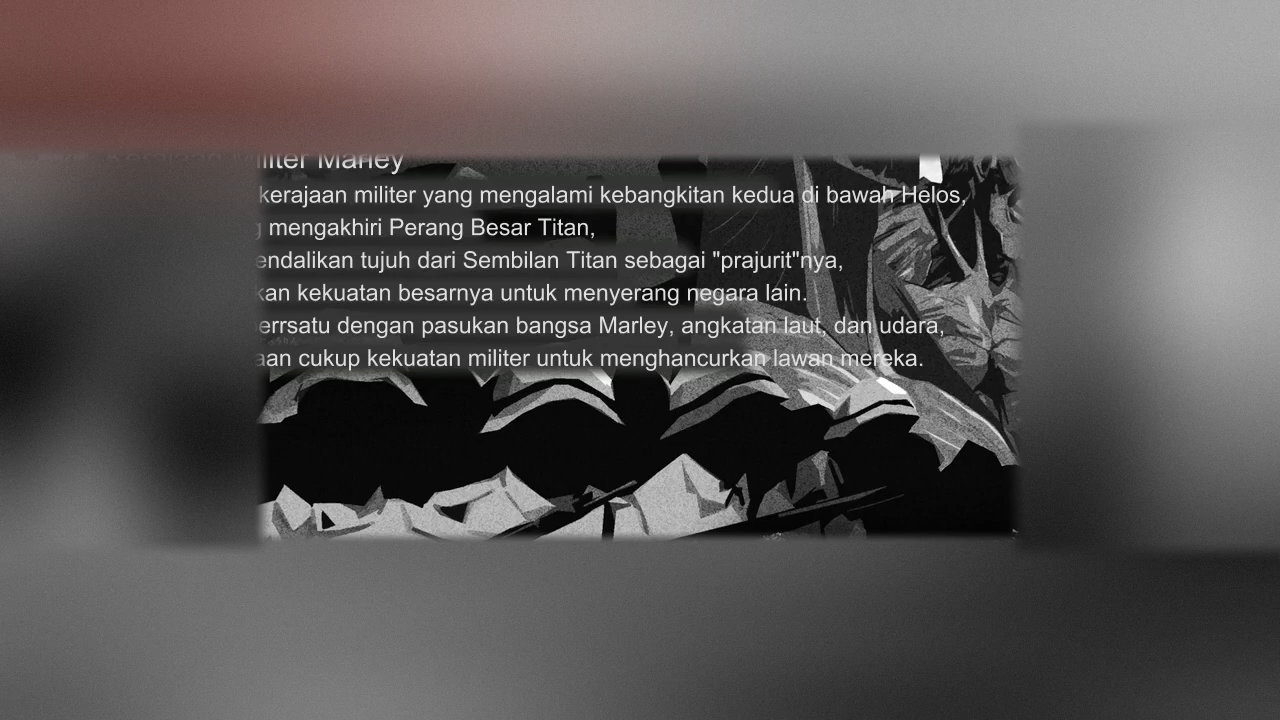 Marley
kerajaan militer yang mengalami kebangkitan kedua di bawah Helos,
mengakhiri Perang Besar Titan,
endalikan tujuh dari Sembilan Titan sebagai "prajurit"nya,
kan kekuatan besarnya untuk menyerang negara lain.
errsatu dengan pasukan bangsa Marley, angkatan laut, dan udara,
aan cukup kekuatan militer untuk menghancurkan lawan mereka.